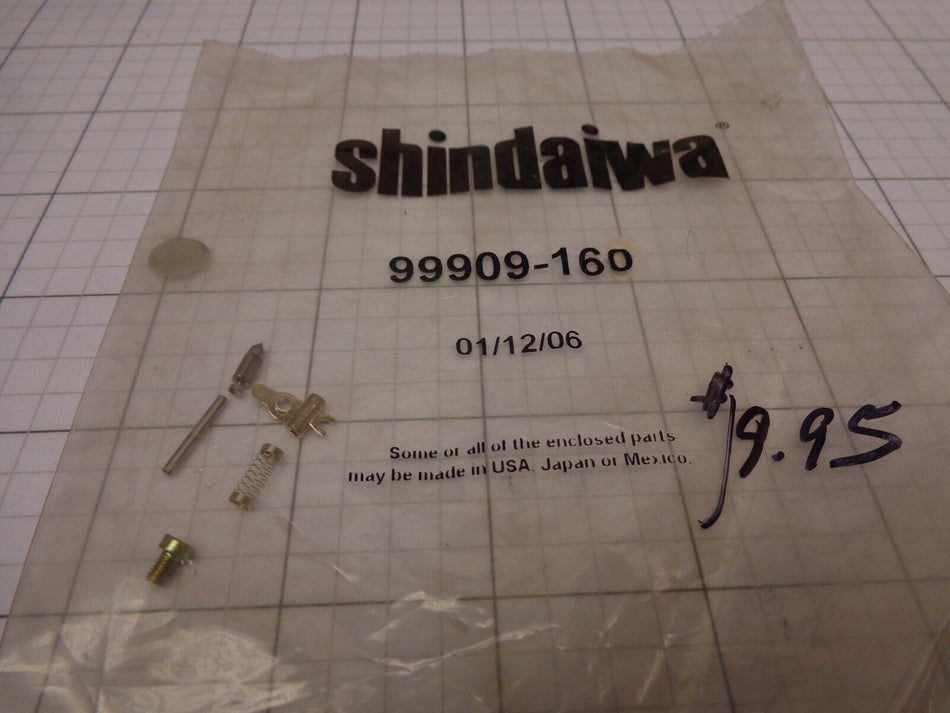 shindaiwa®
99909-160
01/12/06
Some or all of the enclosed parts
may be made in USA, Japan or Mexico.
$19.95